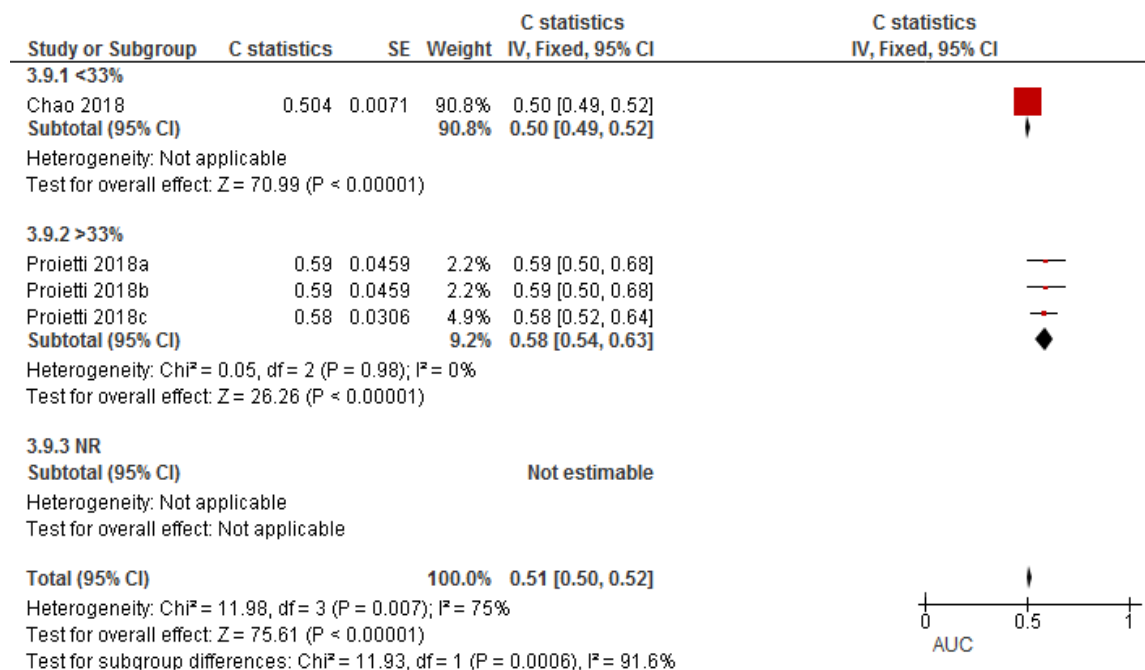 C statistics C statistics
Study or Subgroup C statistics SE Weight IV, Fixed, 95% CI IV, Fixed, 95% CI
3.9.1 <33%
Chao 2018 0.504 0.0071 90.8% 0.50 [0.49, 0.52]
Subtotal (95% CI) 90.8% 0.50 [0.49, 0.52]
Heterogeneity: Not applicable
Test for overall effect: Z = 70.99 (P < 0.00001)
3.9.2 >33%
Proietti 2018a 0.59 0.0459 2.2% 0.59 [0.50, 0.68]
Proietti 2018b 0.59 0.0459 2.2% 0.59 [0.50, 0.68]
Proietti 2018c 0.58 0.0306 4.9% 0.58 [0.52, 0.64]
Subtotal (95% CI) 9.2% 0.58 [0.54, 0.63]
Heterogeneity: Chi² = 0.05, df = 2 (P = 0.98); I² = 0%
Test for overall effect: Z = 26.26 (P < 0.00001)
3.9.3 NR
Subtotal (95% CI) Not estimable
Heterogeneity: Not applicable
Test for overall effect: Not applicable
Total (95% CI) 100.0% 0.51 [0.50, 0.52]
Heterogeneity: Chi² = 11.98, df = 3 (P = 0.007); I² = 75%
Test for overall effect: Z = 75.61 (P < 0.00001)
Test for subgroup differences: Chi² = 11.93, df = 1 (P = 0.0006), I² = 91.6%
0 0.5 1
AUC